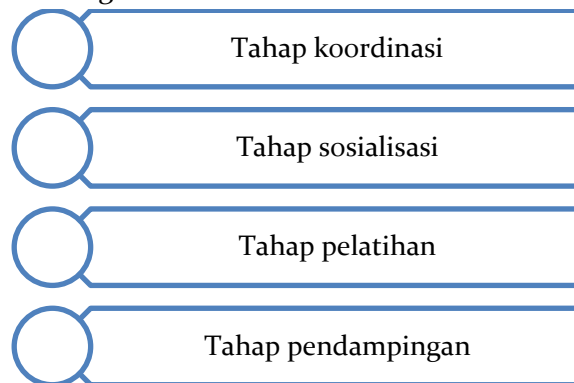 Tahap koordinasi
Tahap sosialisasi
Tahap pelatihan
Tahap pendampingan